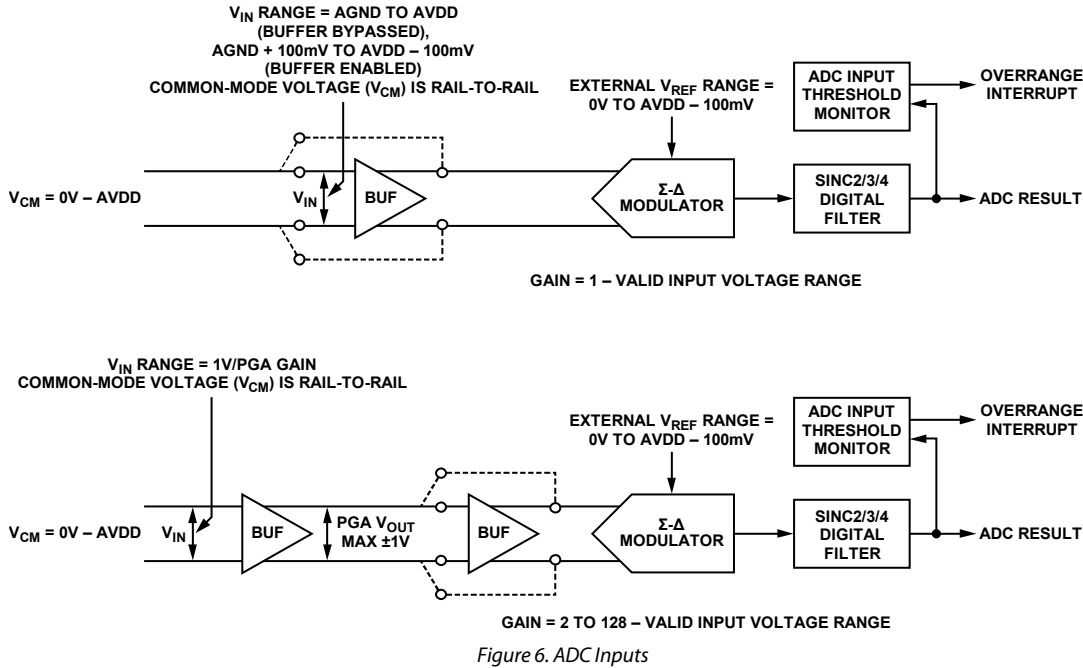 V_IN RANGE = AGND TO AVDD
(BUFFER BYPASSED),
AGND + 100mV TO AVDD – 100mV
(BUFFER ENABLED)
COMMON-MODE VOLTAGE (V_CM) IS RAIL-TO-RAIL
EXTERNAL V_REF RANGE =
0V TO AVDD – 100mV
ADC INPUT
THRESHOLD
MONITOR
OVERRANGE
INTERRUPT
V_CM = 0V – AVDD
V_IN
BUF
Σ-Δ
MODULATOR
SINC2/3/4
DIGITAL
FILTER
ADC RESULT
GAIN = 1 – VALID INPUT VOLTAGE RANGE
V_IN RANGE = 1V/PGA GAIN
COMMON-MODE VOLTAGE (V_CM) IS RAIL-TO-RAIL
EXTERNAL V_REF RANGE =
0V TO AVDD – 100mV
ADC INPUT
THRESHOLD
MONITOR
OVERRANGE
INTERRUPT
V_CM = 0V – AVDD
V_IN
BUF
PGA V_OUT
MAX ±1V
BUF
Σ-Δ
MODULATOR
SINC2/3/4
DIGITAL
FILTER
ADC RESULT
GAIN = 2 TO 128 – VALID INPUT VOLTAGE RANGE
Figure 6. ADC Inputs